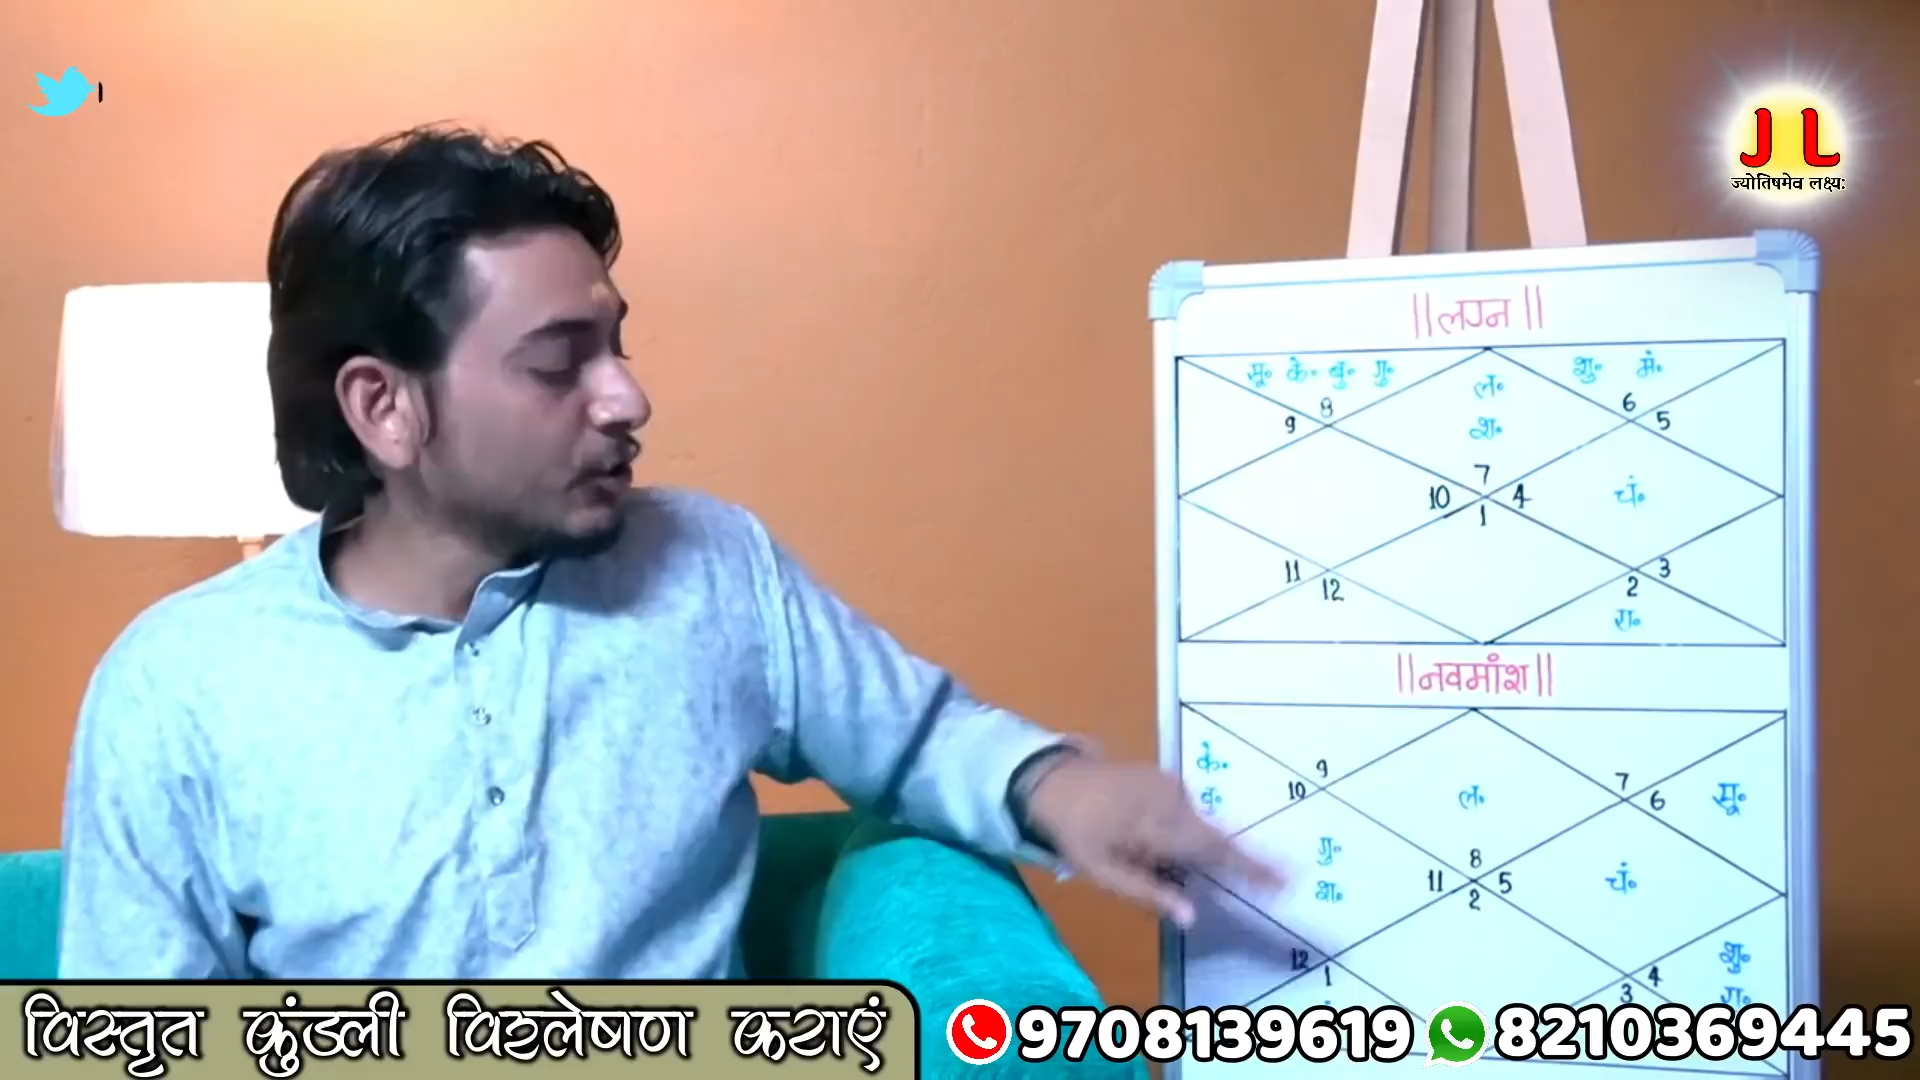 J L
ज्योतिषमेव लक्ष्यः
||लग्न||
सू॰ के॰ बु॰ गु॰
ल॰
शु॰ मं॰
8
6
9
श॰
5
7
10
4
चं॰
1
11
3
12
2
रा॰
||नवमांश||
के॰
9
7
बु॰
10
ल॰
6
सू॰
गु॰
8
श॰
11
5
चं॰
2
शु॰
12
1
4
3
रा॰
विस्तृत कुंडली विश्लेषण कराएं
9708139619
8210369445